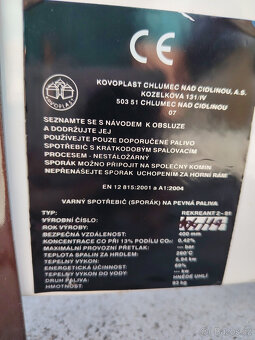 CE
KOVOPLAST CHLUMEC NAD CIDLINOU, A.S.
KOZELKOVA 131/IV
503 51 CHLUMEC NAD CIDLINOU
07
KOVOPLAST
SEZNAMTE SE S NÁVODEM K OBSLUZE
A DODRŽUJTE JEJ
POUŽÍVEJTE POUZE DOPORUČENÉ PALIVO
SPOTŘEBIČ S KRÁTKODOBÝM SPALOVACÍM
PROCESEM - NESTÁLOŽÁRNÝ
SPORÁK MOŽNO PŘIPOJIT NA SPOLEČNÝ KOMÍN
NEPŘENÁŠEJTE SPORÁK UCHOPENÍM ZA HORNÍ RÁM!
EN 12 815:2001 a A1:2004
VARNÝ SPOTŘEBIČ (SPORÁK) NA PEVNÁ PALIVA
TYP: REKREANT 2-
VÝROBNÍ ČÍSLO:
ROK VÝROBY:
BEZPEČNÁ VZDÁLENOST: 400 mm
KONCENTRACE CO PŘI 13% PODÍLU CO2: 0,42%
MAXIMÁLNÍ PROVOZNÍ PŘETLAK: --- bar
TEPLOTA SPALIN ZA HRDLEM: 260°C
TEPELNÝ VÝKON: kW
ENERGETICKÁ ÚČINNOST: 69%
TEPELNÝ VÝKON DO VODY: --- kw
DRUH PALIVA: HNĚDÉ UHLÍ
HMOTNOST: kg